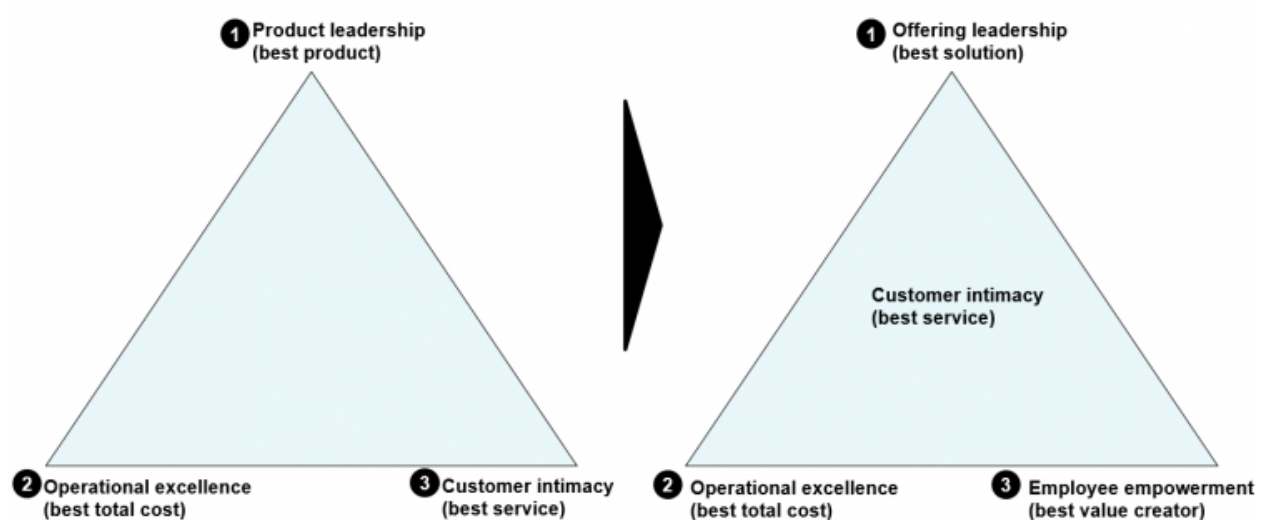 1 Product leadership
(best product)
2 Operational excellence
(best total cost)
3 Customer intimacy
(best service)
1 Offering leadership
(best solution)
Customer intimacy
(best service)
2 Operational excellence
(best total cost)
3 Employee empowerment
(best value creator)